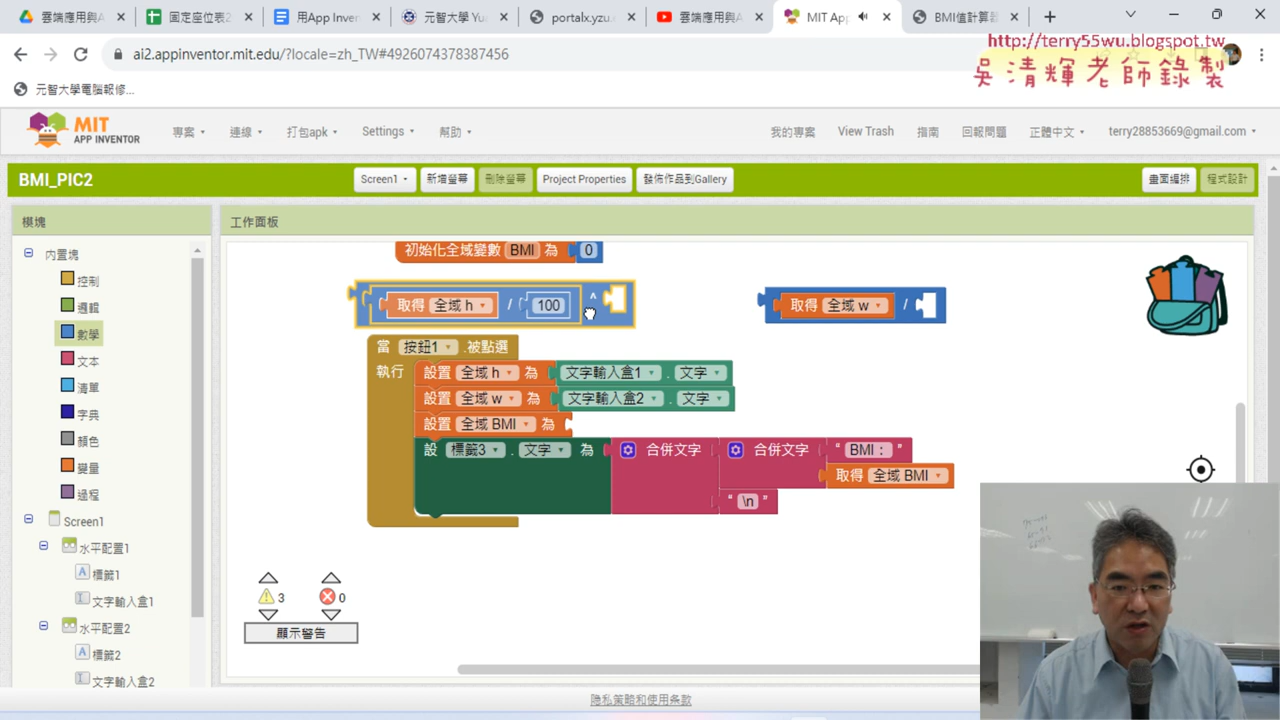 雲端應用與A
固定座位表2
用App Inven
元智大學 Yua
portalx.yzu.c
雲端應用與A
MIT App
BMI值計算器
ai2.appinventor.mit.edu/?locale=zh_TW#4926074378387456
http://terry55wu.blogspot.tw
吳清輝老師錄製
元智大學電腦報修...
MIT
APP INVENTOR
專案
連線
打包apk
Settings
幫助
我的專案
View Trash
指南
回報問題
正體中文
terry28853669@gmail.com
BMI_PIC2
Screen1
新增螢幕
刪除螢幕
Project Properties
發佈作品到Gallery
畫面編排
程式設計
模塊
工作面板
內置塊
控制
邏輯
數學
文本
清單
字典
顏色
變量
過程
Screen1
水平配置1
標籤1
文字輸入盒1
水平配置2
標籤2
文字輸入盒2
初始化全域變數 BMI 為 0
取得 全域 h / 100 ^
取得 全域 w /
當 按鈕1 .被點選
執行 設置 全域 h 為 文字輸入盒1 . 文字
設置 全域 w 為 文字輸入盒2 . 文字
設置 全域 BMI 為
設 標籤3 . 文字 為 合併文字 合併文字 “ BMI： ”
取得 全域 BMI
“ \n ”
3
0
顯示警告
隐私策略和使用条款